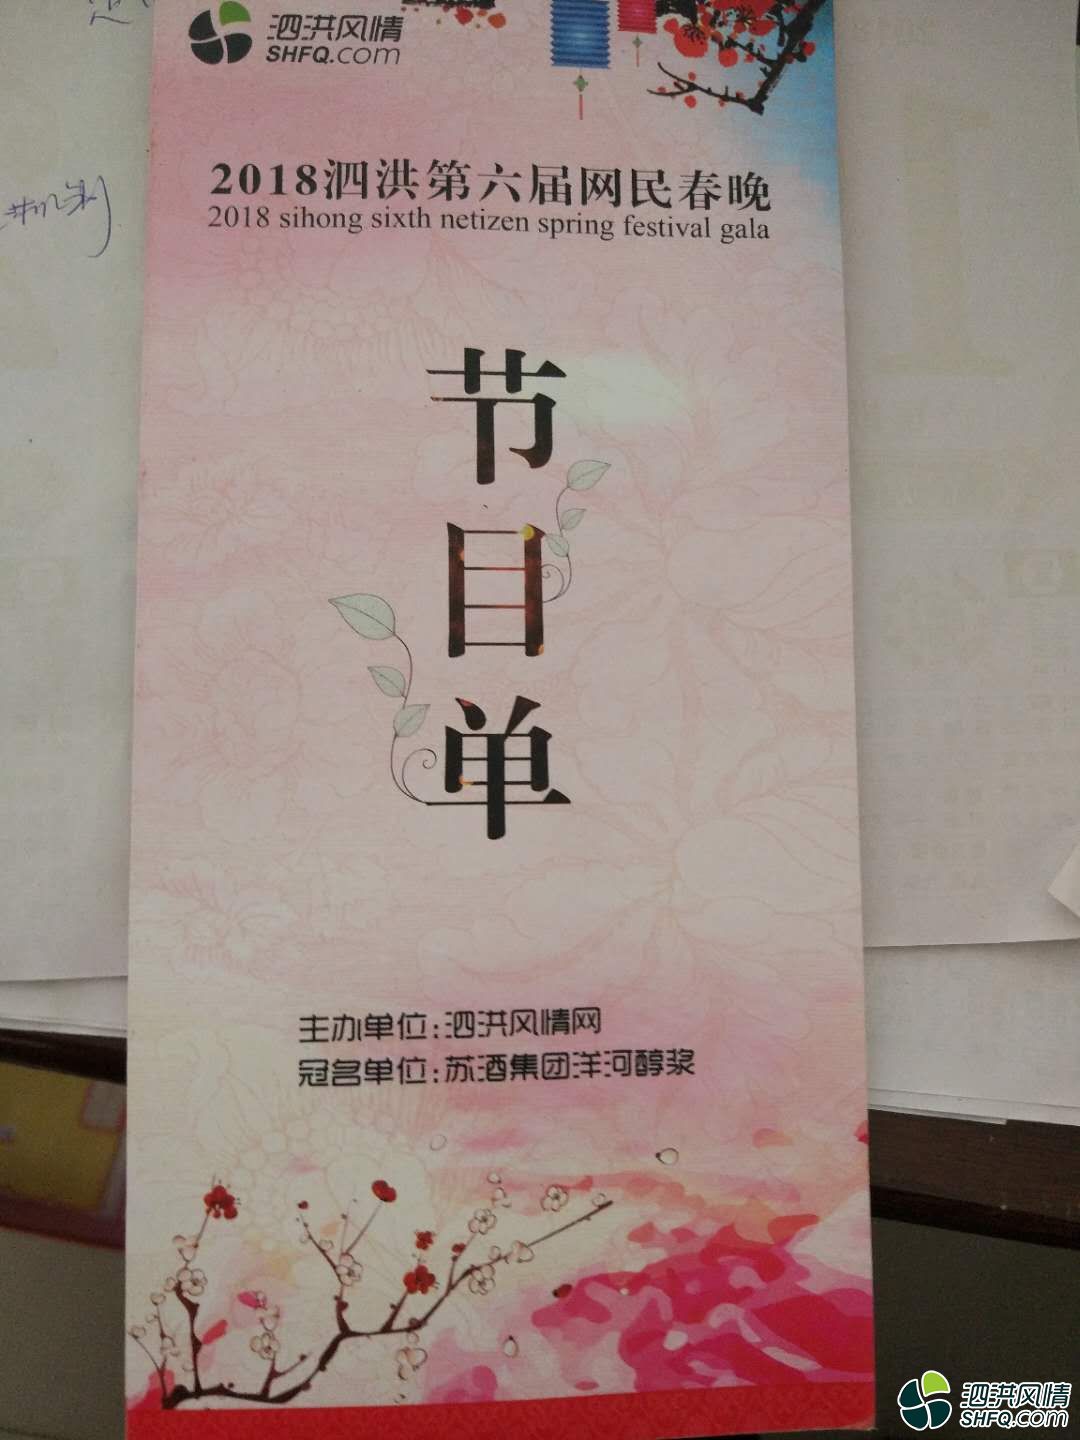 泗洪风情
SHFQ.com
2018泗洪第六届网民春晚
2018 sihong sixth netizen spring festival gala
节
目
单
主办单位:泗洪风情网
冠名单位:苏酒集团洋河醇浆
泗洪风情
SHFQ.com